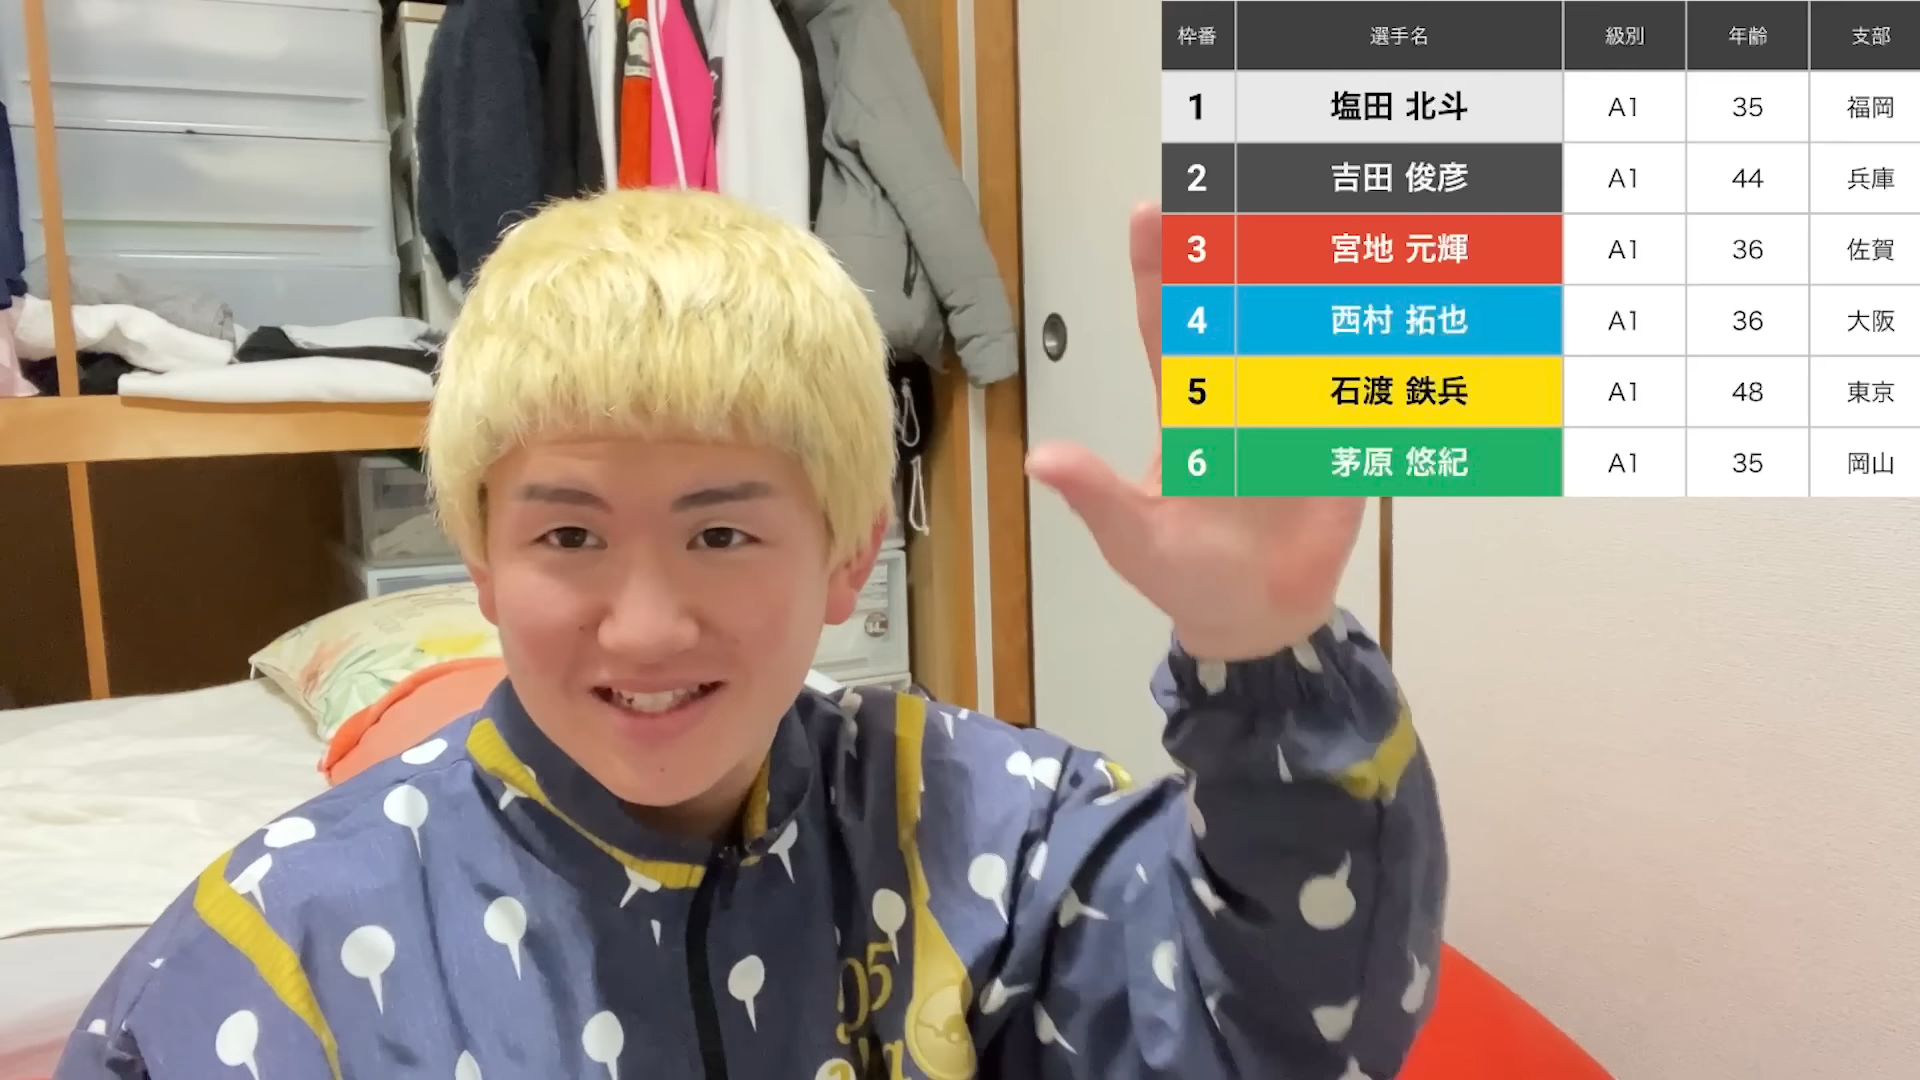 枠番 選手名 級別 年齢 支部
1 塩田 北斗 A1 35 福岡
2 吉田 俊彦 A1 44 兵庫
3 宮地 元輝 A1 36 佐賀
4 西村 拓也 A1 36 大阪
5 石渡 鉄兵 A1 48 東京
6 茅原 悠紀 A1 35 岡山